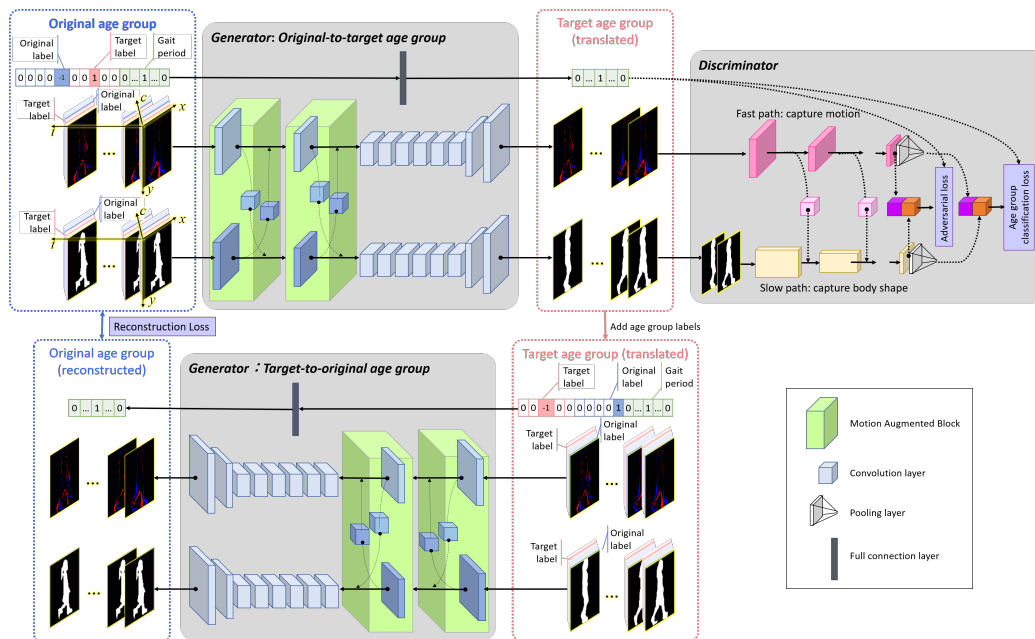 Original age group
Original label
Target label
Gait period
0 0 0 0 -1 0 0 1 0 0 0 ... 1 ... 0
Target label
Original label
c
x
t
y
...
Target label
Original label
c
x
t
y
...
Generator: Original-to-target age group
Target age group
(translated)
0 ... 1 ... 0
...
...
Discriminator
Fast path: capture motion
Slow path: capture body shape
Adversarial loss
Age group
classification loss
Reconstruction Loss
Add age group labels
Original age group
(reconstructed)
0 ... 1 ... 0
...
...
Generator：Target-to-original age group
Target age group (translated)
Target label
Original label
Gait period
0 0 -1 0 0 0 0 0 0 1 0 ... 1 ... 0
Target label
Original label
...
Target label
Original label
...
Motion Augmented Block
Convolution layer
Pooling layer
Full connection layer